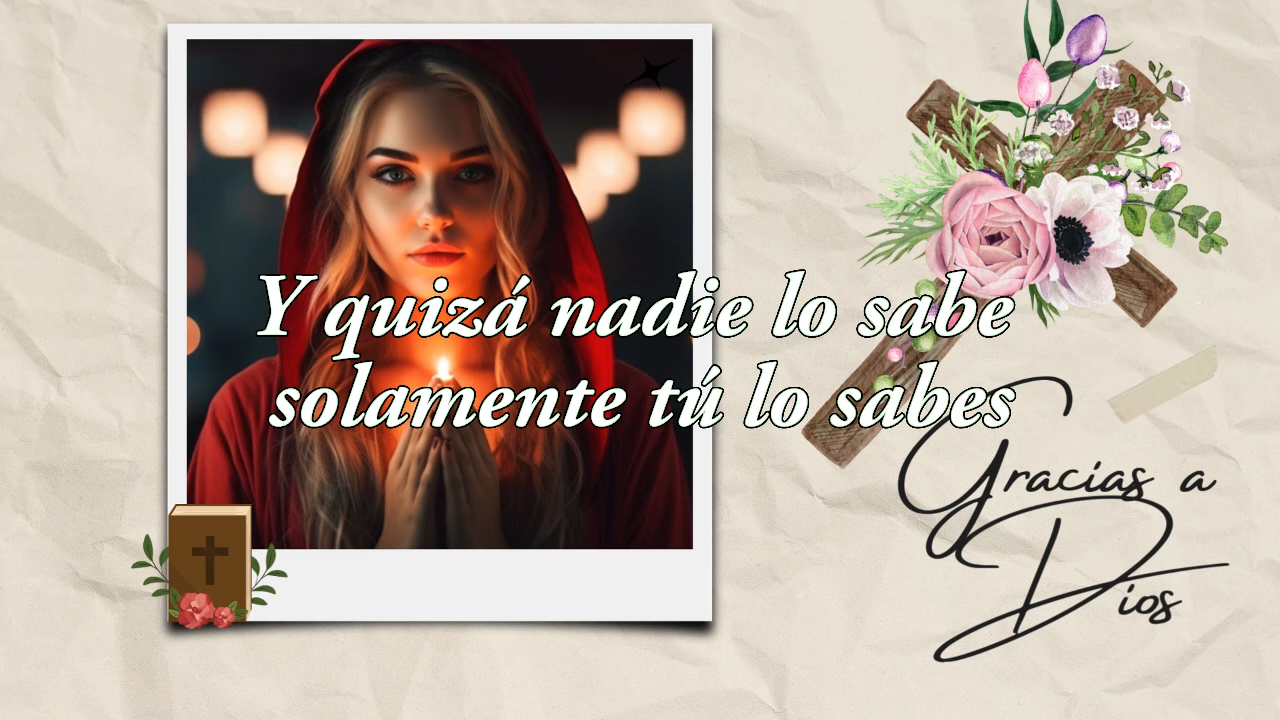 Y quizá nadie lo sabe
solamente tú lo sabes
Gracias a
Dios